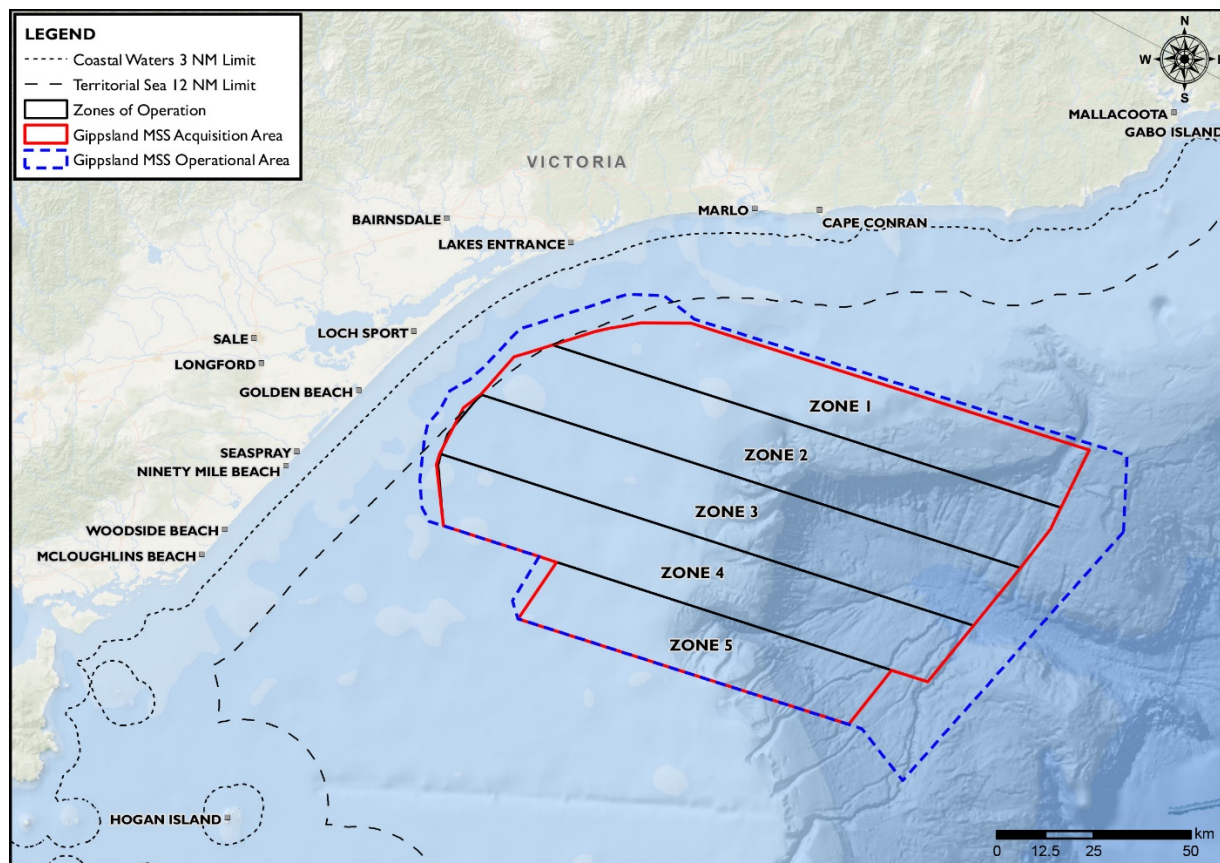 LEGEND
Coastal Waters 3 NM Limit
Territorial Sea 12 NM Limit
Zones of Operation
Gippsland MSS Acquisition Area
Gippsland MSS Operational Area
N
W
S
MALLACOOTA
GABO ISLAND
VICTORIA
BAIRNSDALE
MARLO
CAPE CONRAN
LAKES ENTRANCE
SALE
LOCH SPORT
LONGFORD
GOLDEN BEACH
ZONE 1
SEASPRAY
ZONE 2
NINETY MILE BEACH
ZONE 3
WOODSIDE BEACH
MCLOUGHLINS BEACH
ZONE 4
ZONE 5
HOGAN ISLAND
km
0 12.5 25 50